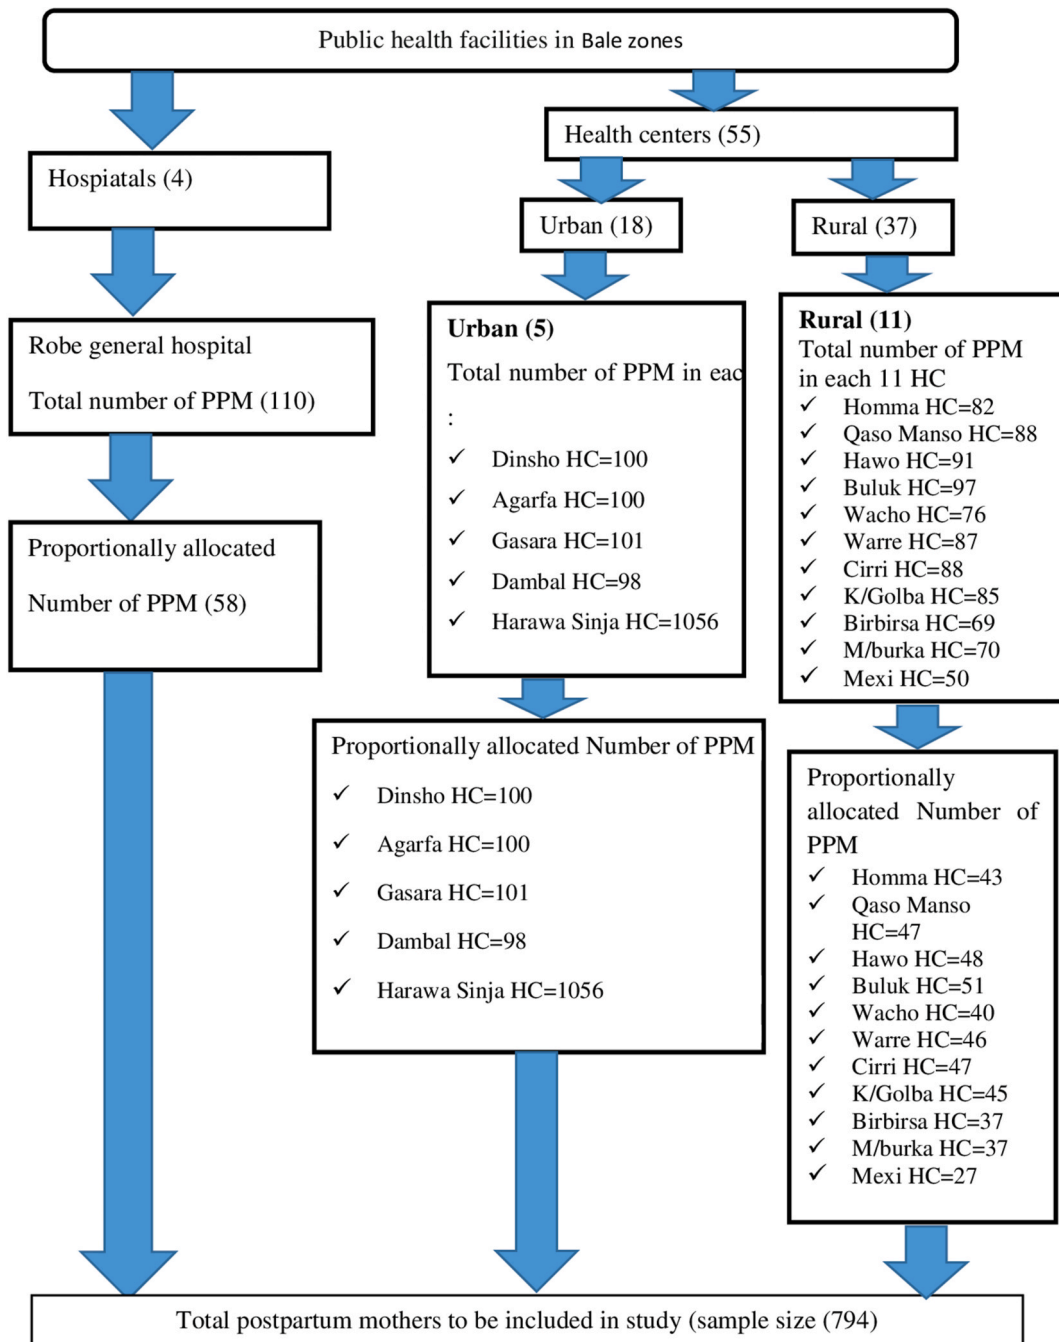 Public health facilities in Bale zones
Hospiatals (4)
Robe general hospital
Total number of PPM (110)
Proportionally allocated
Number of PPM (58)
Health centers (55)
Urban (18)
Urban (5)
Total number of PPM in each
:
✓ Dinsho HC=100
✓ Agarfa HC=100
✓ Gasara HC=101
✓ Dambal HC=98
✓ Harawa Sinja HC=1056
Proportionally allocated Number of PPM
✓ Dinsho HC=100
✓ Agarfa HC=100
✓ Gasara HC=101
✓ Dambal HC=98
✓ Harawa Sinja HC=1056
Rural (37)
Rural (11)
Total number of PPM
in each 11 HC
✓ Homma HC=82
✓ Qaso Manso HC=88
✓ Hawo HC=91
✓ Buluk HC=97
✓ Wacho HC=76
✓ Warre HC=87
✓ Cirri HC=88
✓ K/Golba HC=85
✓ Birbirsa HC=69
✓ M/burka HC=70
✓ Mexi HC=50
Proportionally
allocated Number of
PPM
✓ Homma HC=43
✓ Qaso Manso
HC=47
✓ Hawo HC=48
✓ Buluk HC=51
✓ Wacho HC=40
✓ Warre HC=46
✓ Cirri HC=47
✓ K/Golba HC=45
✓ Birbirsa HC=37
✓ M/burka HC=37
✓ Mexi HC=27
Total postpartum mothers to be included in study (sample size (794)